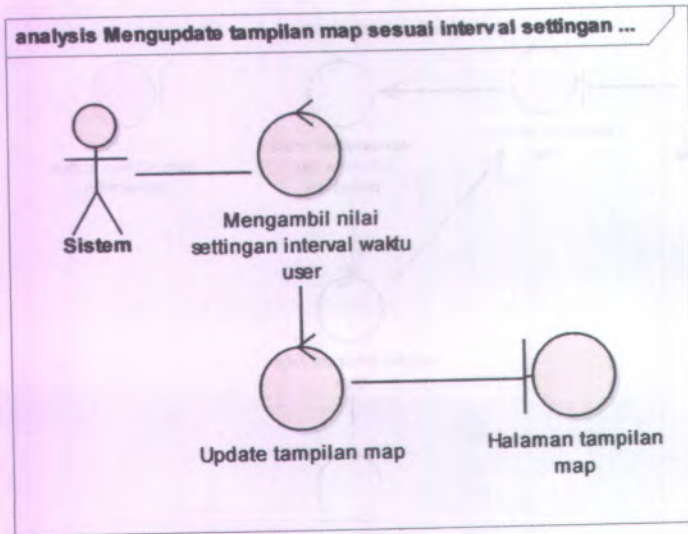 analysis Mengupdate tampilan map sesuai interval settingan ...
Sistem
Mengambil nilai
settingan interval waktu
user
Update tampilan map
Halaman tampilan
map